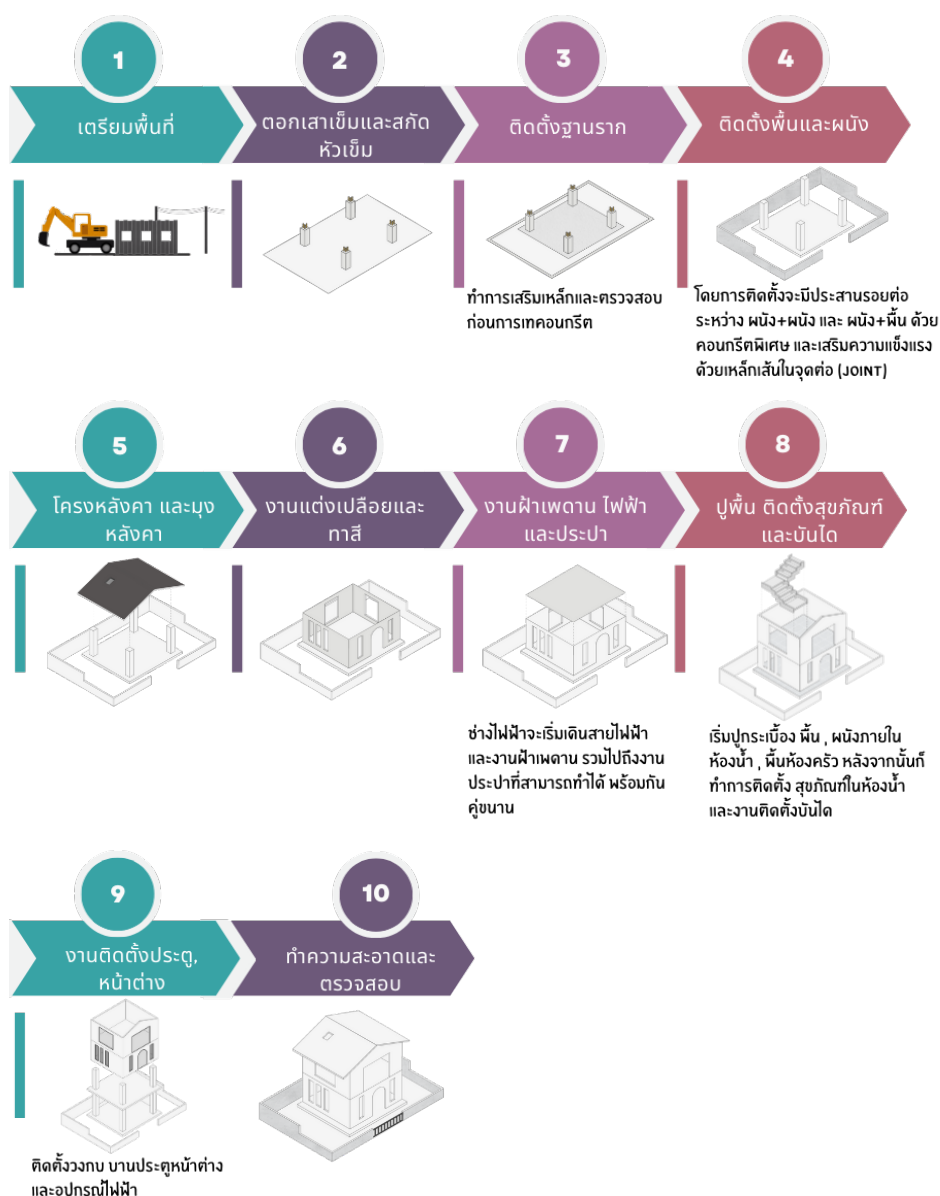 1
เตรียมพื้นที่
2
ตอกเสาเข็มและสกัด
หัวเข็ม
3
ติดตั้งฐานราก
4
ติดตั้งพื้นและผนัง
ทำการเสริมเหล็กและตรวจสอบ
ก่อนการเทคอนกรีต
โดยการติดตั้งจะมีประสานรอยต่อ
ระหว่าง ผนัง+ผนัง และ ผนัง+พื้น ด้วย
คอนกรีตพิเศษ และเสริมความแข็งแรง
ด้วยเหล็กเส้นในจุดต่อ (JOINT)
5
โครงหลังคา และมุง
หลังคา
6
งานแต่งเปลือยและ
ทาสี
7
งานฝ้าเพดาน ไฟฟ้า
และประปา
8
ปูพื้น ติดตั้งสุขภัณฑ์
และบันได
ช่างไฟฟ้าจะเริ่มเดินสายไฟฟ้า
และงานฝ้าเพดาน รวมไปถึงงาน
ประปาที่สามารถทำได้ พร้อมกัน
คู่ขนาน
เริ่มปูกระเบื้อง พื้น , ผนังภายใน
ห้องน้ำ , พื้นห้องครัว หลังจากนั้นก็
ทำการติดตั้ง สุขภัณฑ์ในห้องน้ำ
และงานติดตั้งบันได
9
งานติดตั้งประตู,
หน้าต่าง
10
ทำความสะอาดและ
ตรวจสอบ
ติดตั้งวงกบ บานประตูหน้าต่าง
และอุปกรณ์ไฟฟ้า